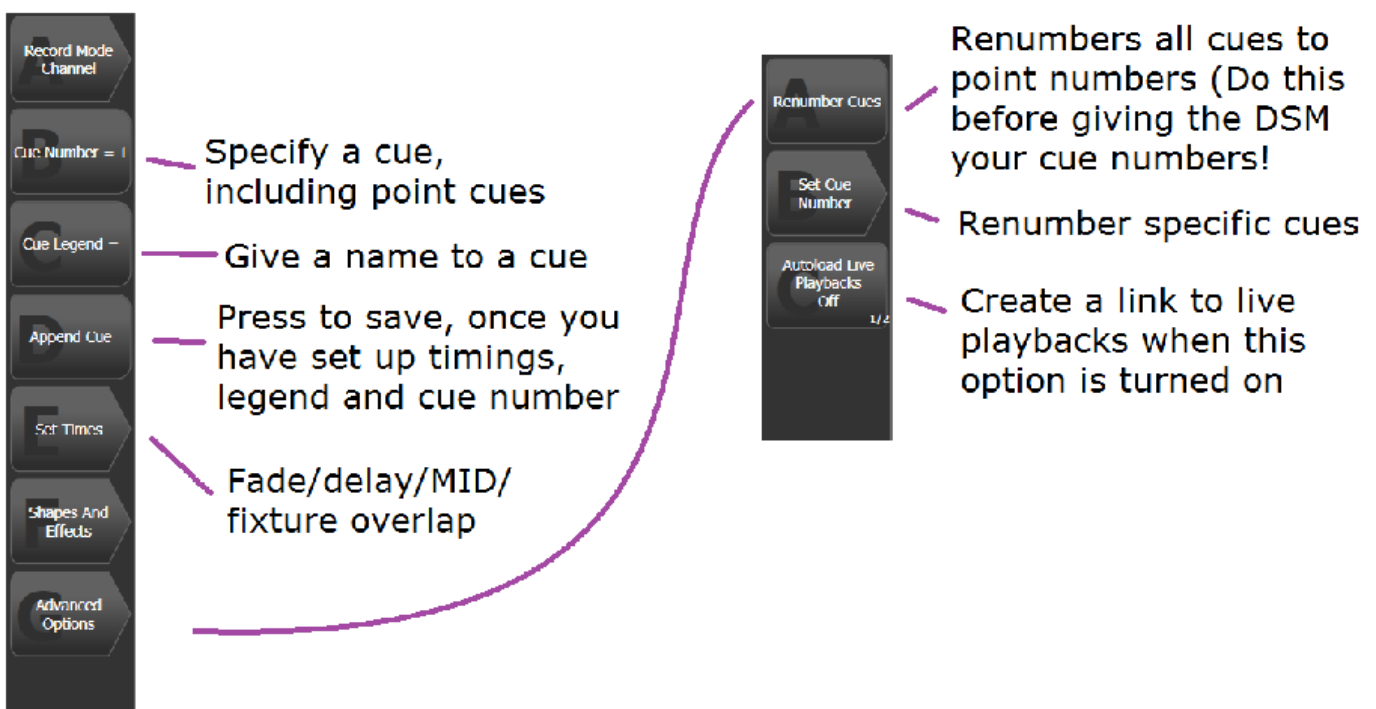 Record Mode
Channel
Cue Number = 1
Cue Legend =
Append Cue
Set Times
Shapes And
Effects
Advanced
Options
Specify a cue,
including point cues
Give a name to a cue
Press to save, once you
have set up timings,
legend and cue number
Fade/delay/MID/
fixture overlap
Renumber Cues
Set Cue
Number
Autoload Live
Playbacks
Off
1/2
Renumbers all cues to
point numbers (Do this
before giving the DSM
your cue numbers!
Renumber specific cues
Create a link to live
playbacks when this
option is turned on
A
B
C
D
E
F
G
A
B
C